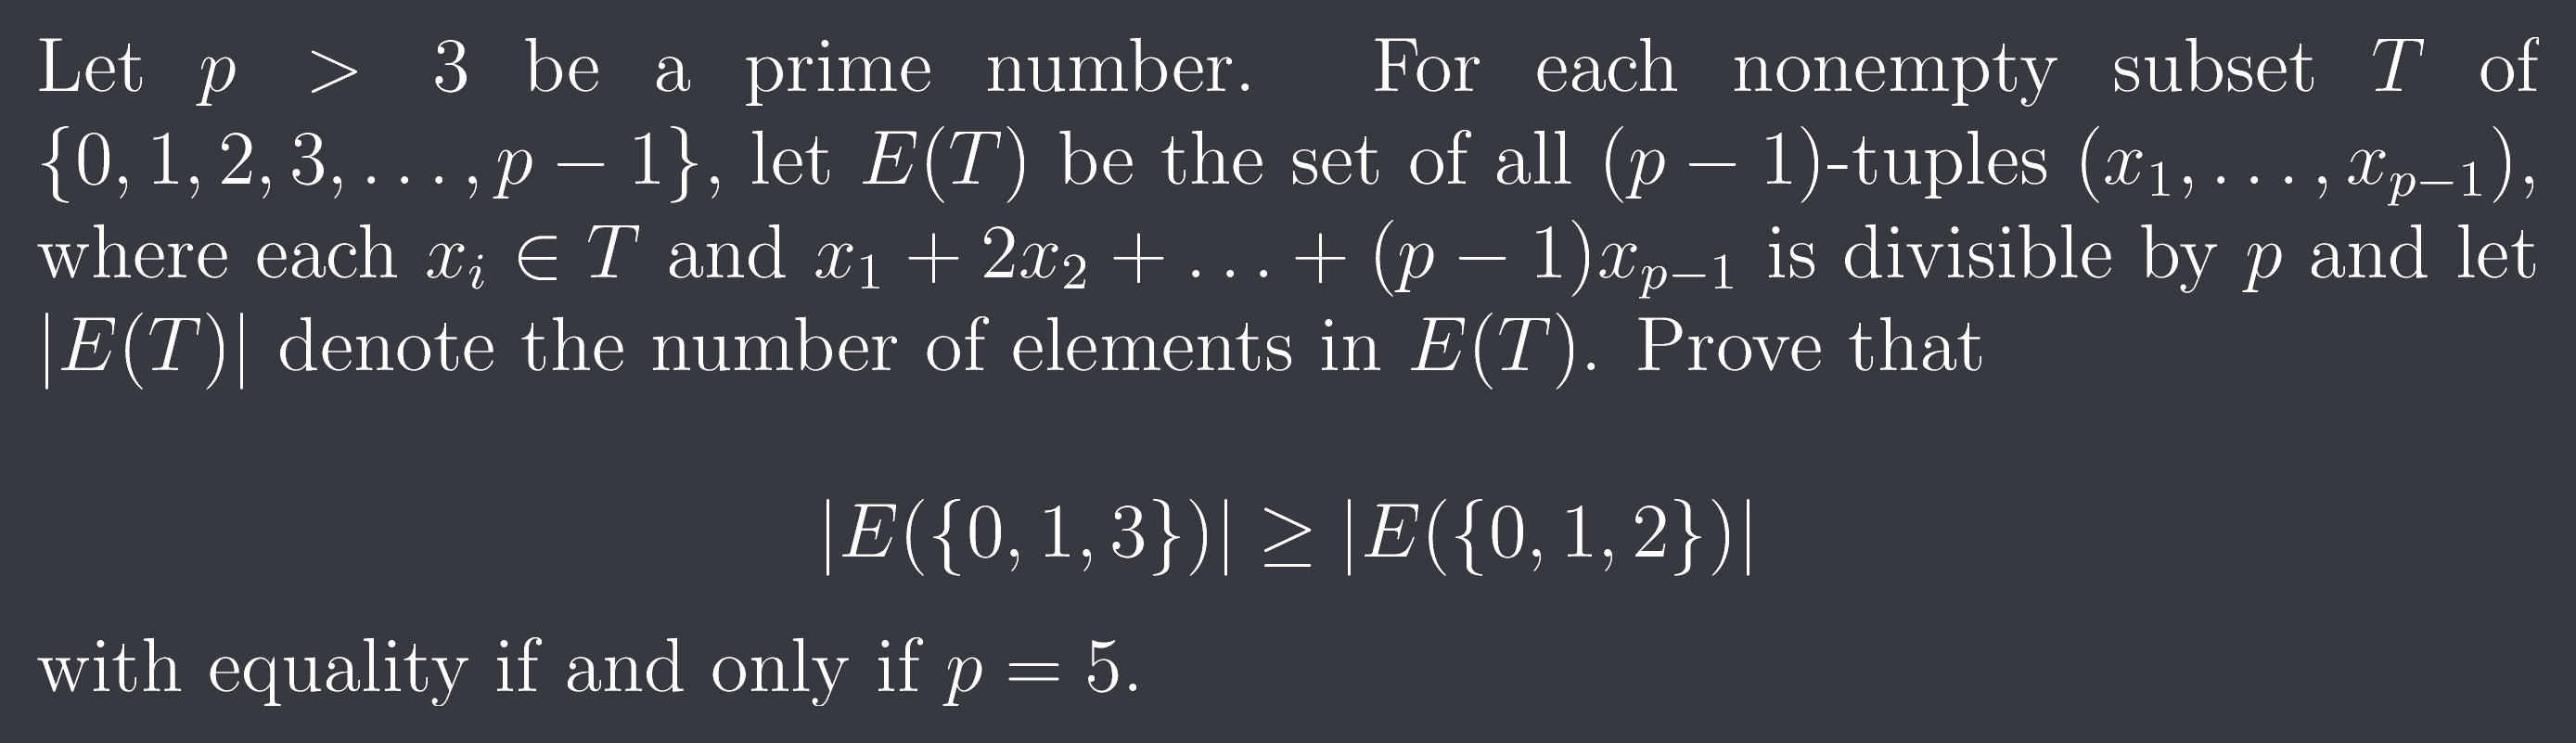 Let p > 3 be a prime number. For each nonempty subset T of
{0, 1, 2, 3, . . . , p − 1}, let E(T) be the set of all (p − 1)-tuples (x₁, . . . , xₚ₋₁),
where each xᵢ ∈ T and x₁ + 2x₂ + . . . + (p − 1)xₚ₋₁ is divisible by p and let
|E(T)| denote the number of elements in E(T). Prove that
|E({0, 1, 3})| ≥ |E({0, 1, 2})|
with equality if and only if p = 5.